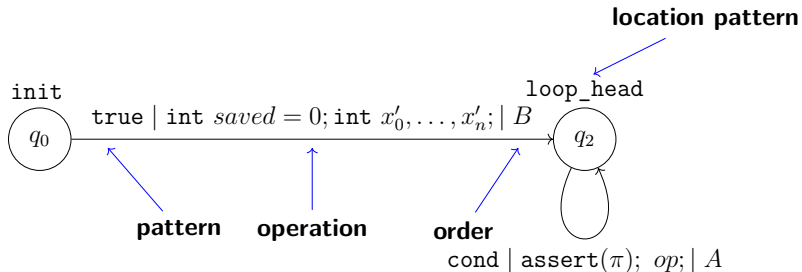 location pattern
init
loop_head
true | int saved = 0; int x′₀, …, x′ₙ; | B
q₀
q₂
pattern
operation
order
cond | assert(π); op; | A